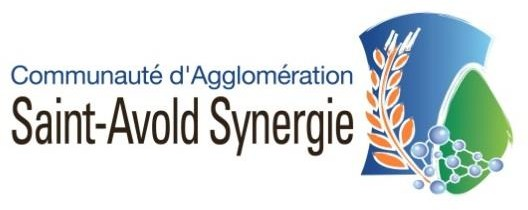 Communauté d'Agglomération
Saint-Avold Synergie